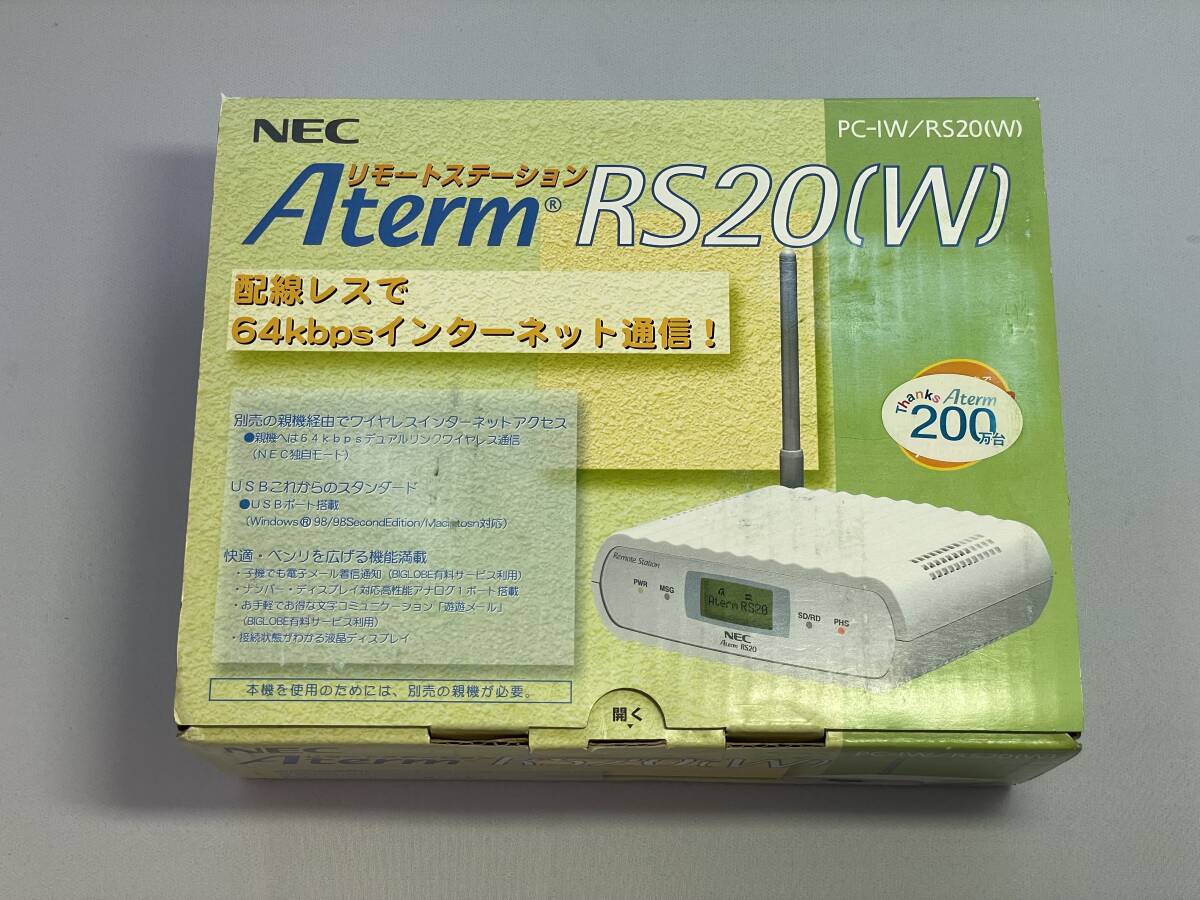 NEC
PC-IW/RS20(W)
リモートステーション
Aterm® RS20(W)
配線レスで
64kbpsインターネット通信!
Thanks Aterm
200万台
別売の親機経由でワイヤレスインターネットアクセス
●親機へは64kbpsデュアルリンクワイヤレス通信
(NEC独自モード)
USBこれからのスタンダード
●USBポート搭載
(Windows® 98/98SecondEdition/Macintosh対応)
快適・ベンリを広げる機能満載
・子機でも電子メール着信通知(BIGLOBE有料サービス利用)
・ナンバー・ディスプレイ対応高性能アナログ1ポート搭載
・お手軽でお得な文字コミュニケーション「遊遊メール」
(BIGLOBE有料サービス利用)
・接続状態がわかる液晶ディスプレイ
本機を使用のためには、別売の親機が必要。
Remote Station
PWR
MSG
Aterm RS20
SD/RD
PHS
NEC
Aterm RS20
開く
NEC
Aterm RS20(W)